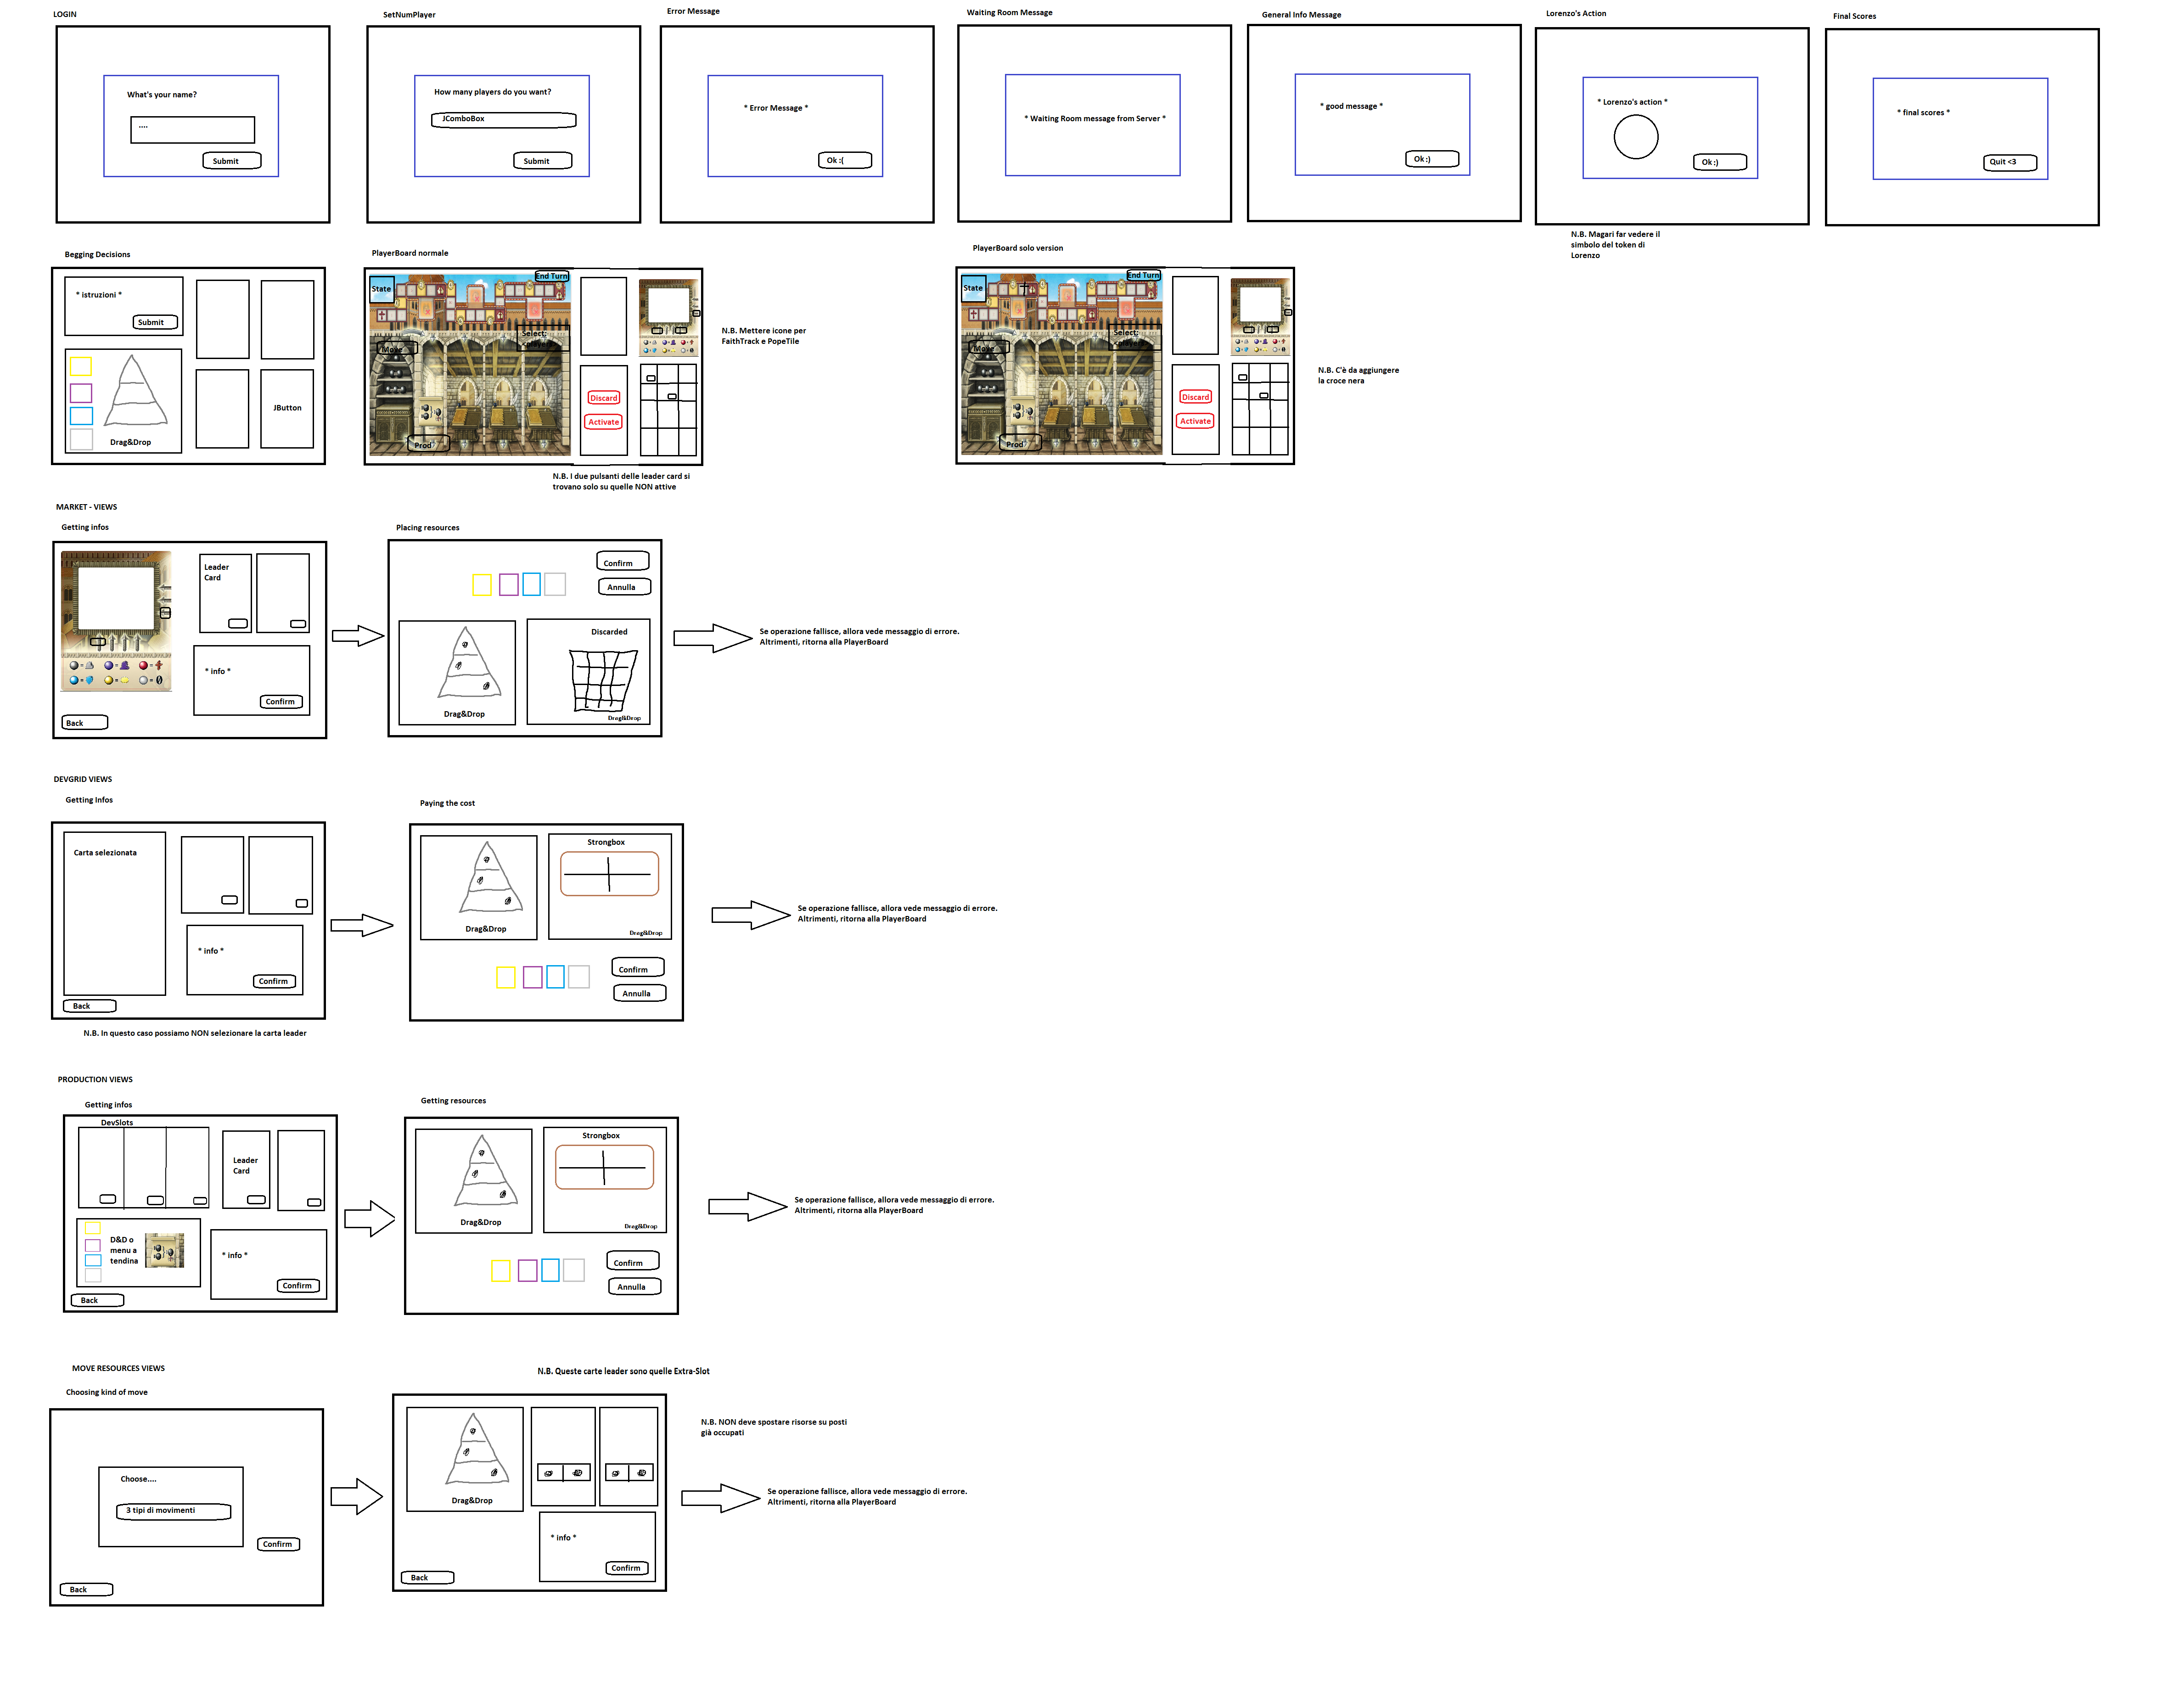 LOGIN
What's your name?
....
Submit
SetNumPlayer
How many players do you want?
JComboBox
Submit
Error Message
* Error Message *
Ok :(
Waiting Room Message
* Waiting Room message from Server *
General Info Message
* good message *
Ok :)
Lorenzo's Action
* Lorenzo's action *
Ok :)
N.B. Magari far vedere il
simbolo del token di
Lorenzo
Final Scores
* final scores *
Quit <3
Begging Decisions
* istruzioni *
Submit
Drag&Drop
JButton
PlayerBoard normale
State
End Turn
Select:
Move
Prod
Discard
Activate
N.B. Mettere icone per
FaithTrack e PopeTile
N.B. I due pulsanti delle leader card si
trovano solo su quelle NON attive
PlayerBoard solo version
State
End Turn
Select:
Move
Prod
Discard
Activate
N.B. C'è da aggiungere
la croce nera
MARKET - VIEWS
Getting infos
Leader
Card
* info *
Confirm
Back
Placing resources
Confirm
Annulla
Drag&Drop
Discarded
Drag&Drop
Se operazione fallisce, allora vede messaggio di errore.
Altrimenti, ritorna alla PlayerBoard
DEVGRID VIEWS
Getting Infos
Carta selezionata
* info *
Confirm
Back
N.B. In questo caso possiamo NON selezionare la carta leader
Paying the cost
Drag&Drop
Strongbox
Drag&Drop
Confirm
Annulla
Se operazione fallisce, allora vede messaggio di errore.
Altrimenti, ritorna alla PlayerBoard
PRODUCTION VIEWS
Getting infos
DevSlots
Leader
Card
D&D o
menu a
tendina
* info *
Confirm
Back
Getting resources
Drag&Drop
Strongbox
Drag&Drop
Confirm
Annulla
Se operazione fallisce, allora vede messaggio di errore.
Altrimenti, ritorna alla PlayerBoard
MOVE RESOURCES VIEWS
Choosing kind of move
Choose....
3 tipi di movimenti
Confirm
Back
N.B. Queste carte leader sono quelle Extra-Slot
Drag&Drop
* info *
Confirm
Back
N.B. NON deve spostare risorse su posti
già occupati
Se operazione fallisce, allora vede messaggio di errore.
Altrimenti, ritorna alla PlayerBoard